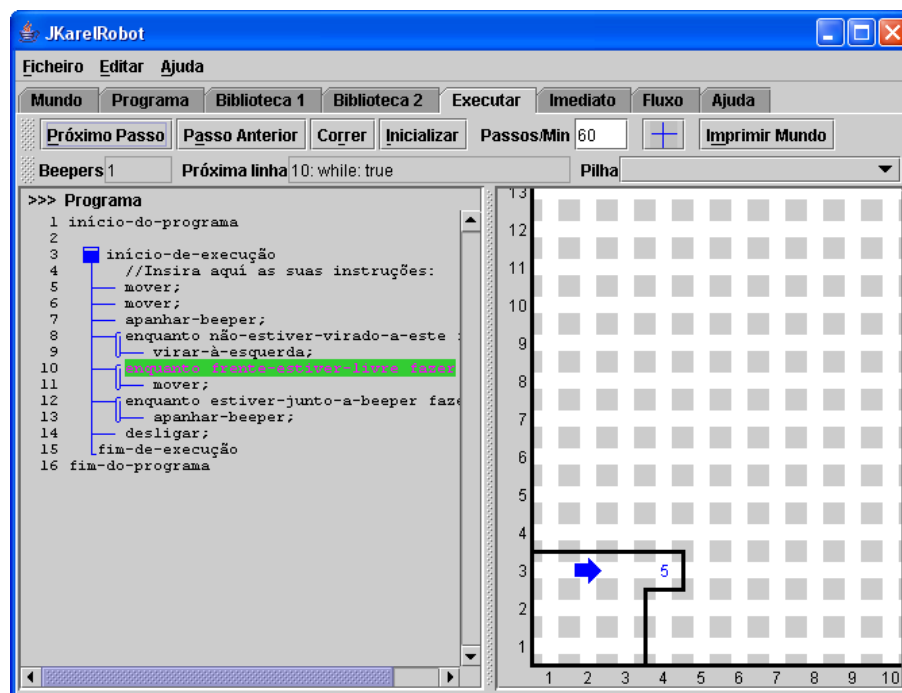 JKarelRobot
Ficheiro Editar Ajuda
Mundo Programa Biblioteca 1 Biblioteca 2 Executar Imediato Fluxo Ajuda
Próximo Passo Passo Anterior Correr Inicializar Passos/Min 60 Imprimir Mundo
Beepers 1 Próxima linha 10: while: true Pilha
>>> Programa
1 início-do-programa
2
3 início-de-execução
4 //Insira aquí as suas instruções:
5 mover;
6 mover;
7 apanhar-beeper;
8 enquanto não-estiver-virado-a-este
9 virar-à-esquerda;
10 enquanto frente-estiver-livre fazer
11 mover;
12 enquanto estiver-junto-a-beeper faze
13 apanhar-beeper;
14 desligar;
15 fim-de-execução
16 fim-do-programa
13
12
11
10
9
8
7
6
5
4
3 5
2
1
1 2 3 4 5 6 7 8 9 10